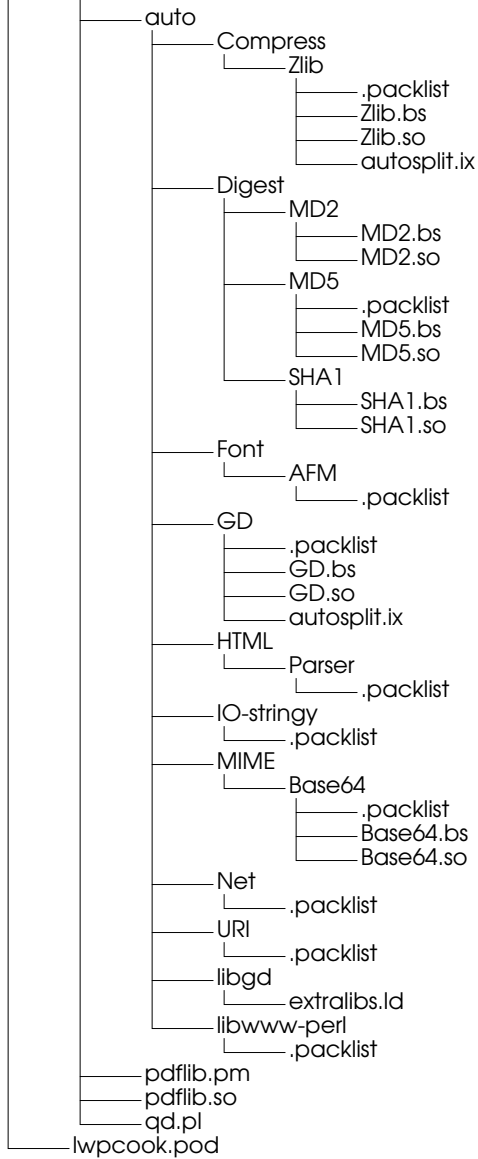 auto
Compress
Zlib
.packlist
Zlib.bs
Zlib.so
autosplit.ix
Digest
MD2
MD2.bs
MD2.so
MD5
.packlist
MD5.bs
MD5.so
SHA1
SHA1.bs
SHA1.so
Font
AFM
.packlist
GD
.packlist
GD.bs
GD.so
autosplit.ix
HTML
Parser
.packlist
IO-stringy
.packlist
MIME
Base64
.packlist
Base64.bs
Base64.so
Net
.packlist
URI
.packlist
libgd
extralibs.ld
libwww-perl
.packlist
pdflib.pm
pdflib.so
qd.pl
lwpcook.pod